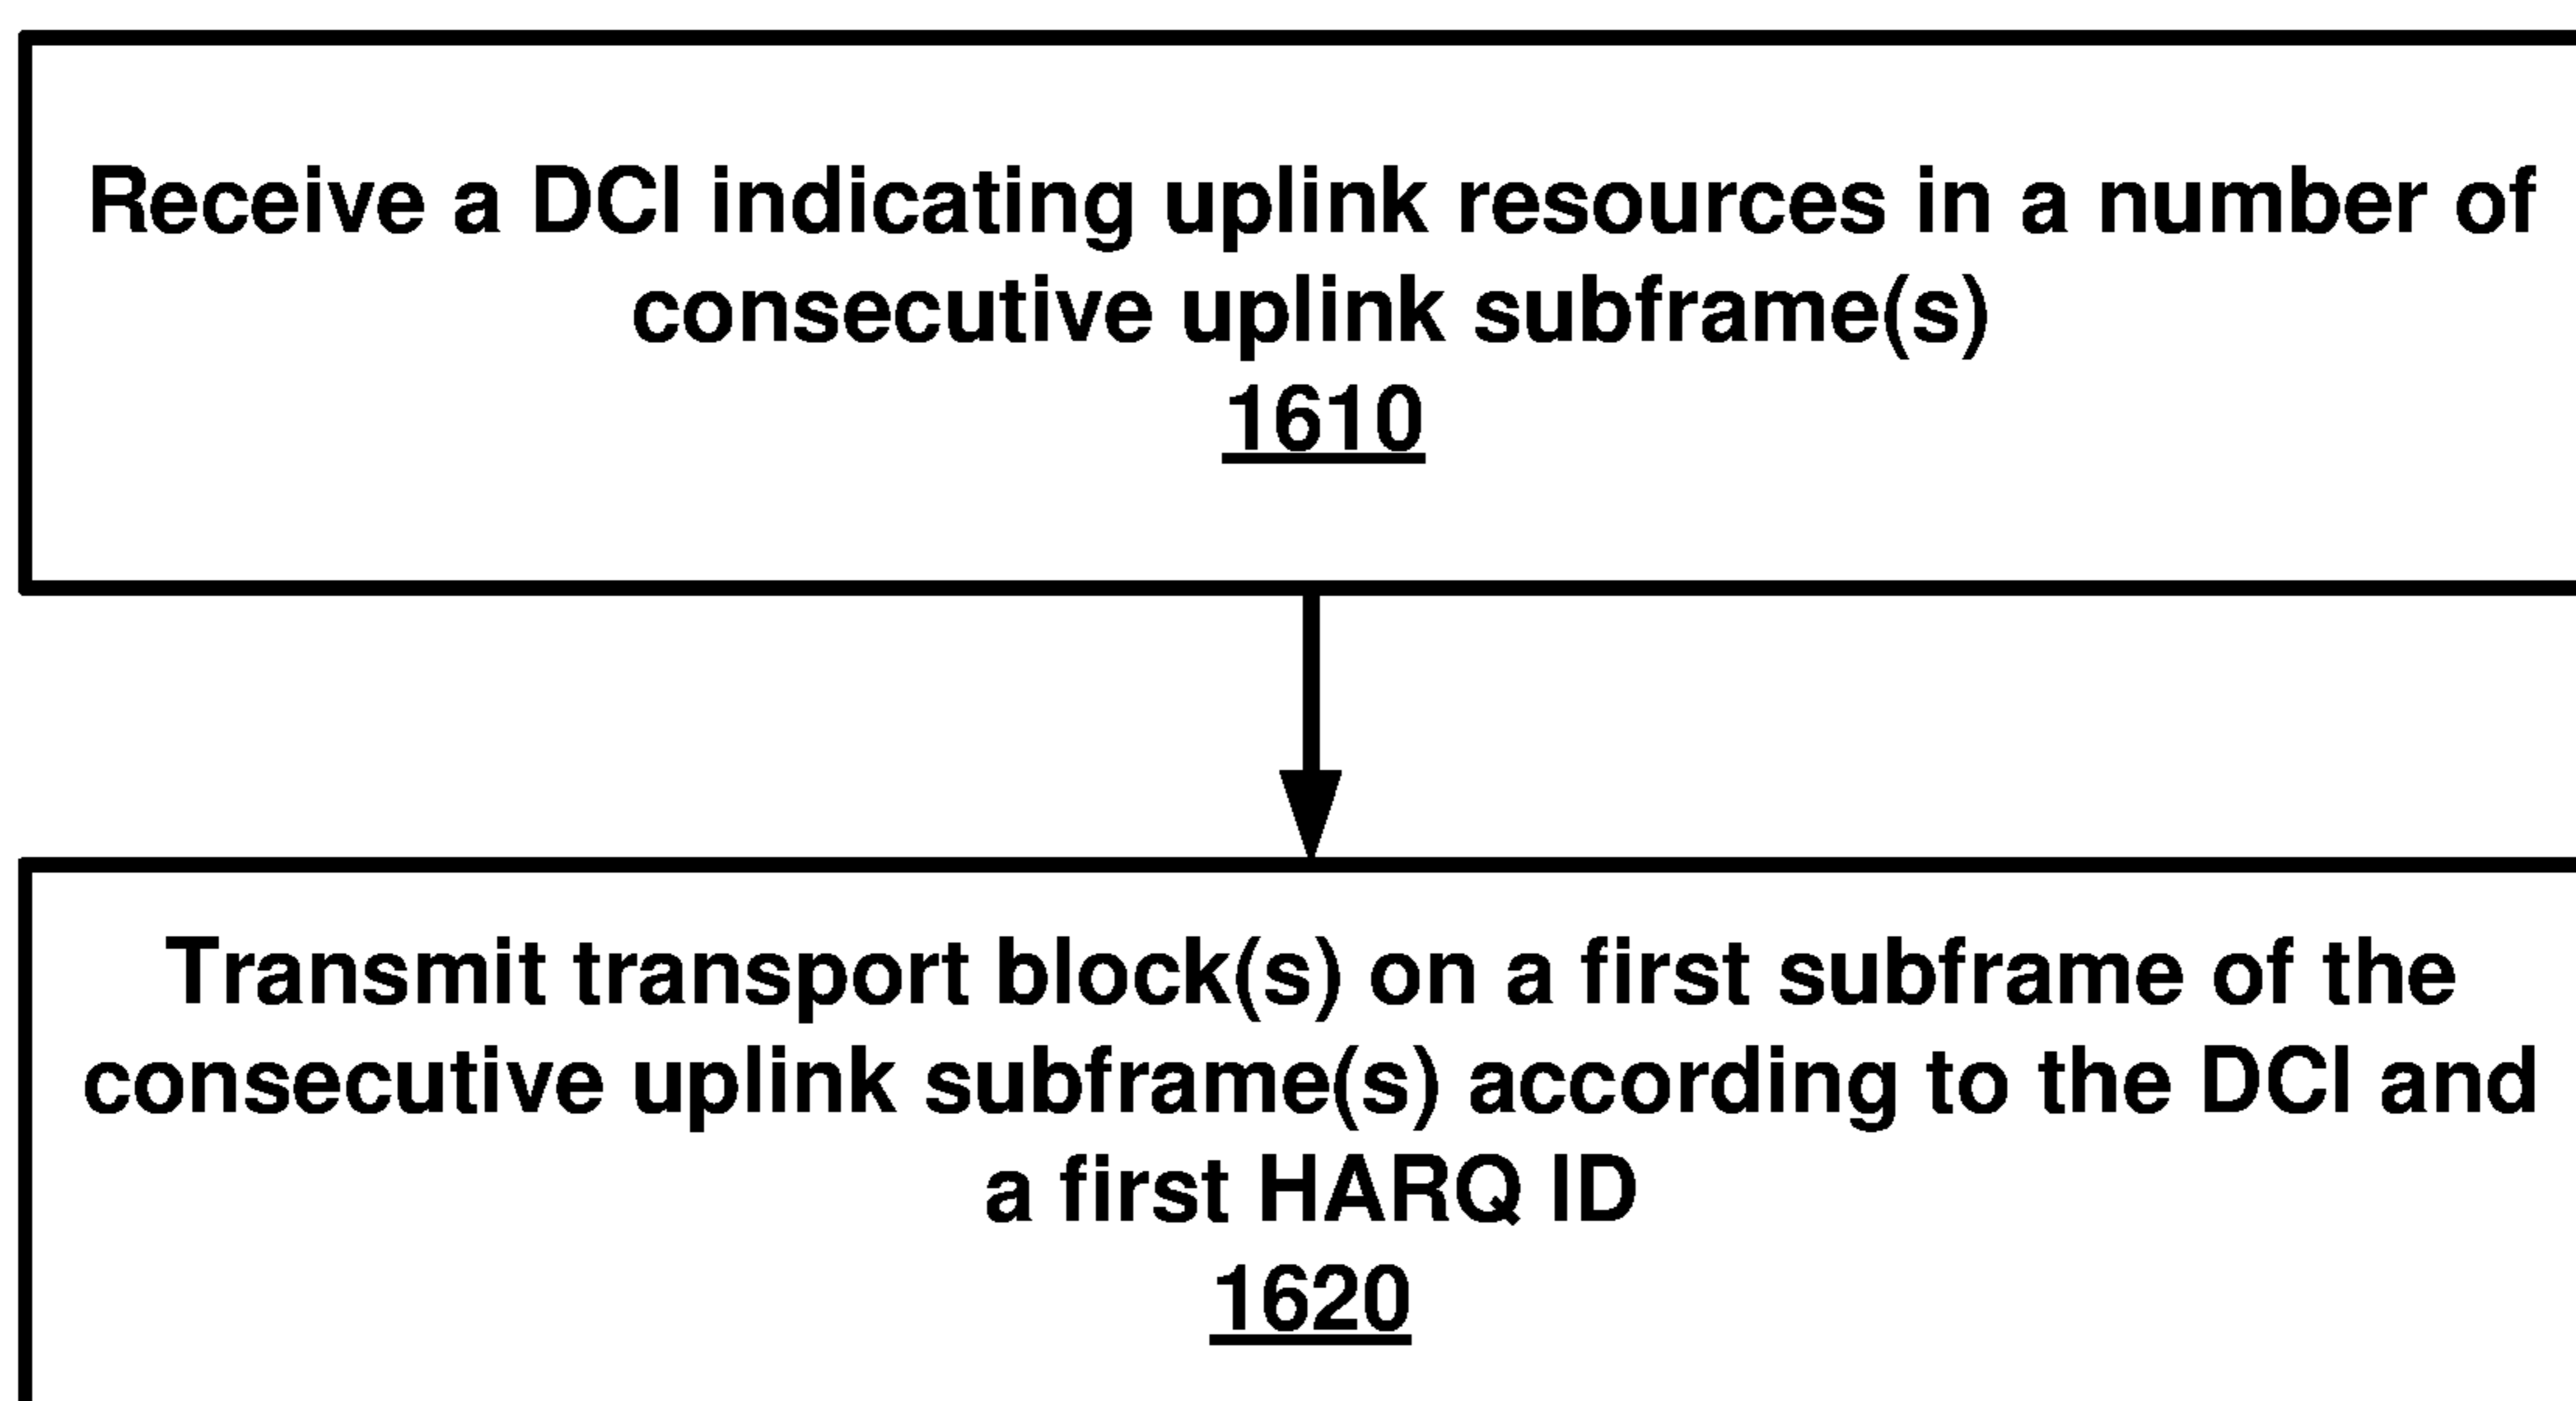 Receive a DCI indicating uplink resources in a number of
consecutive uplink subframe(s)
1610
Transmit transport block(s) on a first subframe of the
consecutive uplink subframe(s) according to the DCI and
a first HARQ ID
1620